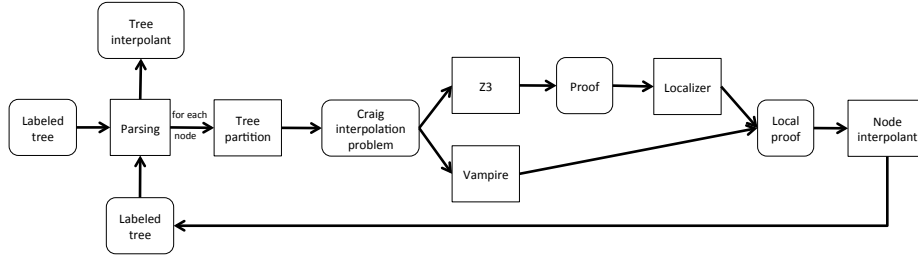 Tree
interpolant
Labeled
tree
Parsing
for each
node
Tree
partition
Craig
interpolation
problem
Z3
Proof
Localizer
Vampire
Local
proof
Node
interpolant
Labeled
tree